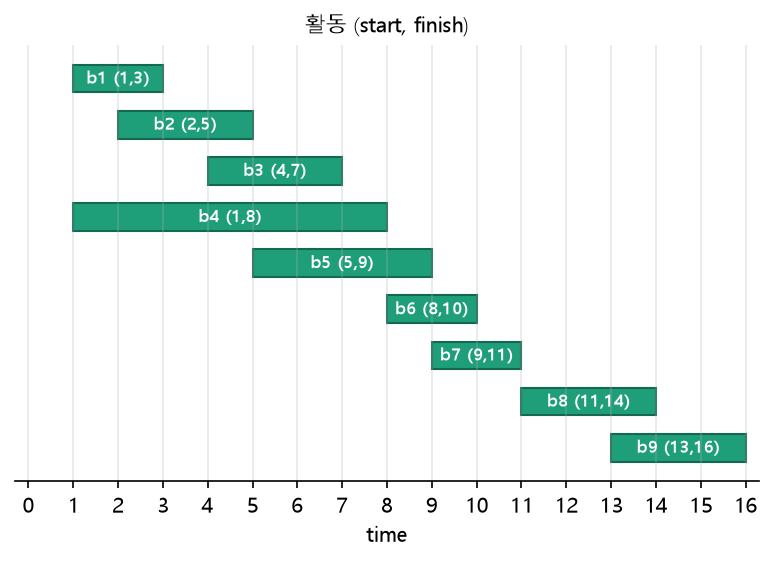 활동 (start, finish)
b1 (1,3)
b2 (2,5)
b3 (4,7)
b4 (1,8)
b5 (5,9)
b6 (8,10)
b7 (9,11)
b8 (11,14)
b9 (13,16)
0 1 2 3 4 5 6 7 8 9 10 11 12 13 14 15 16
time